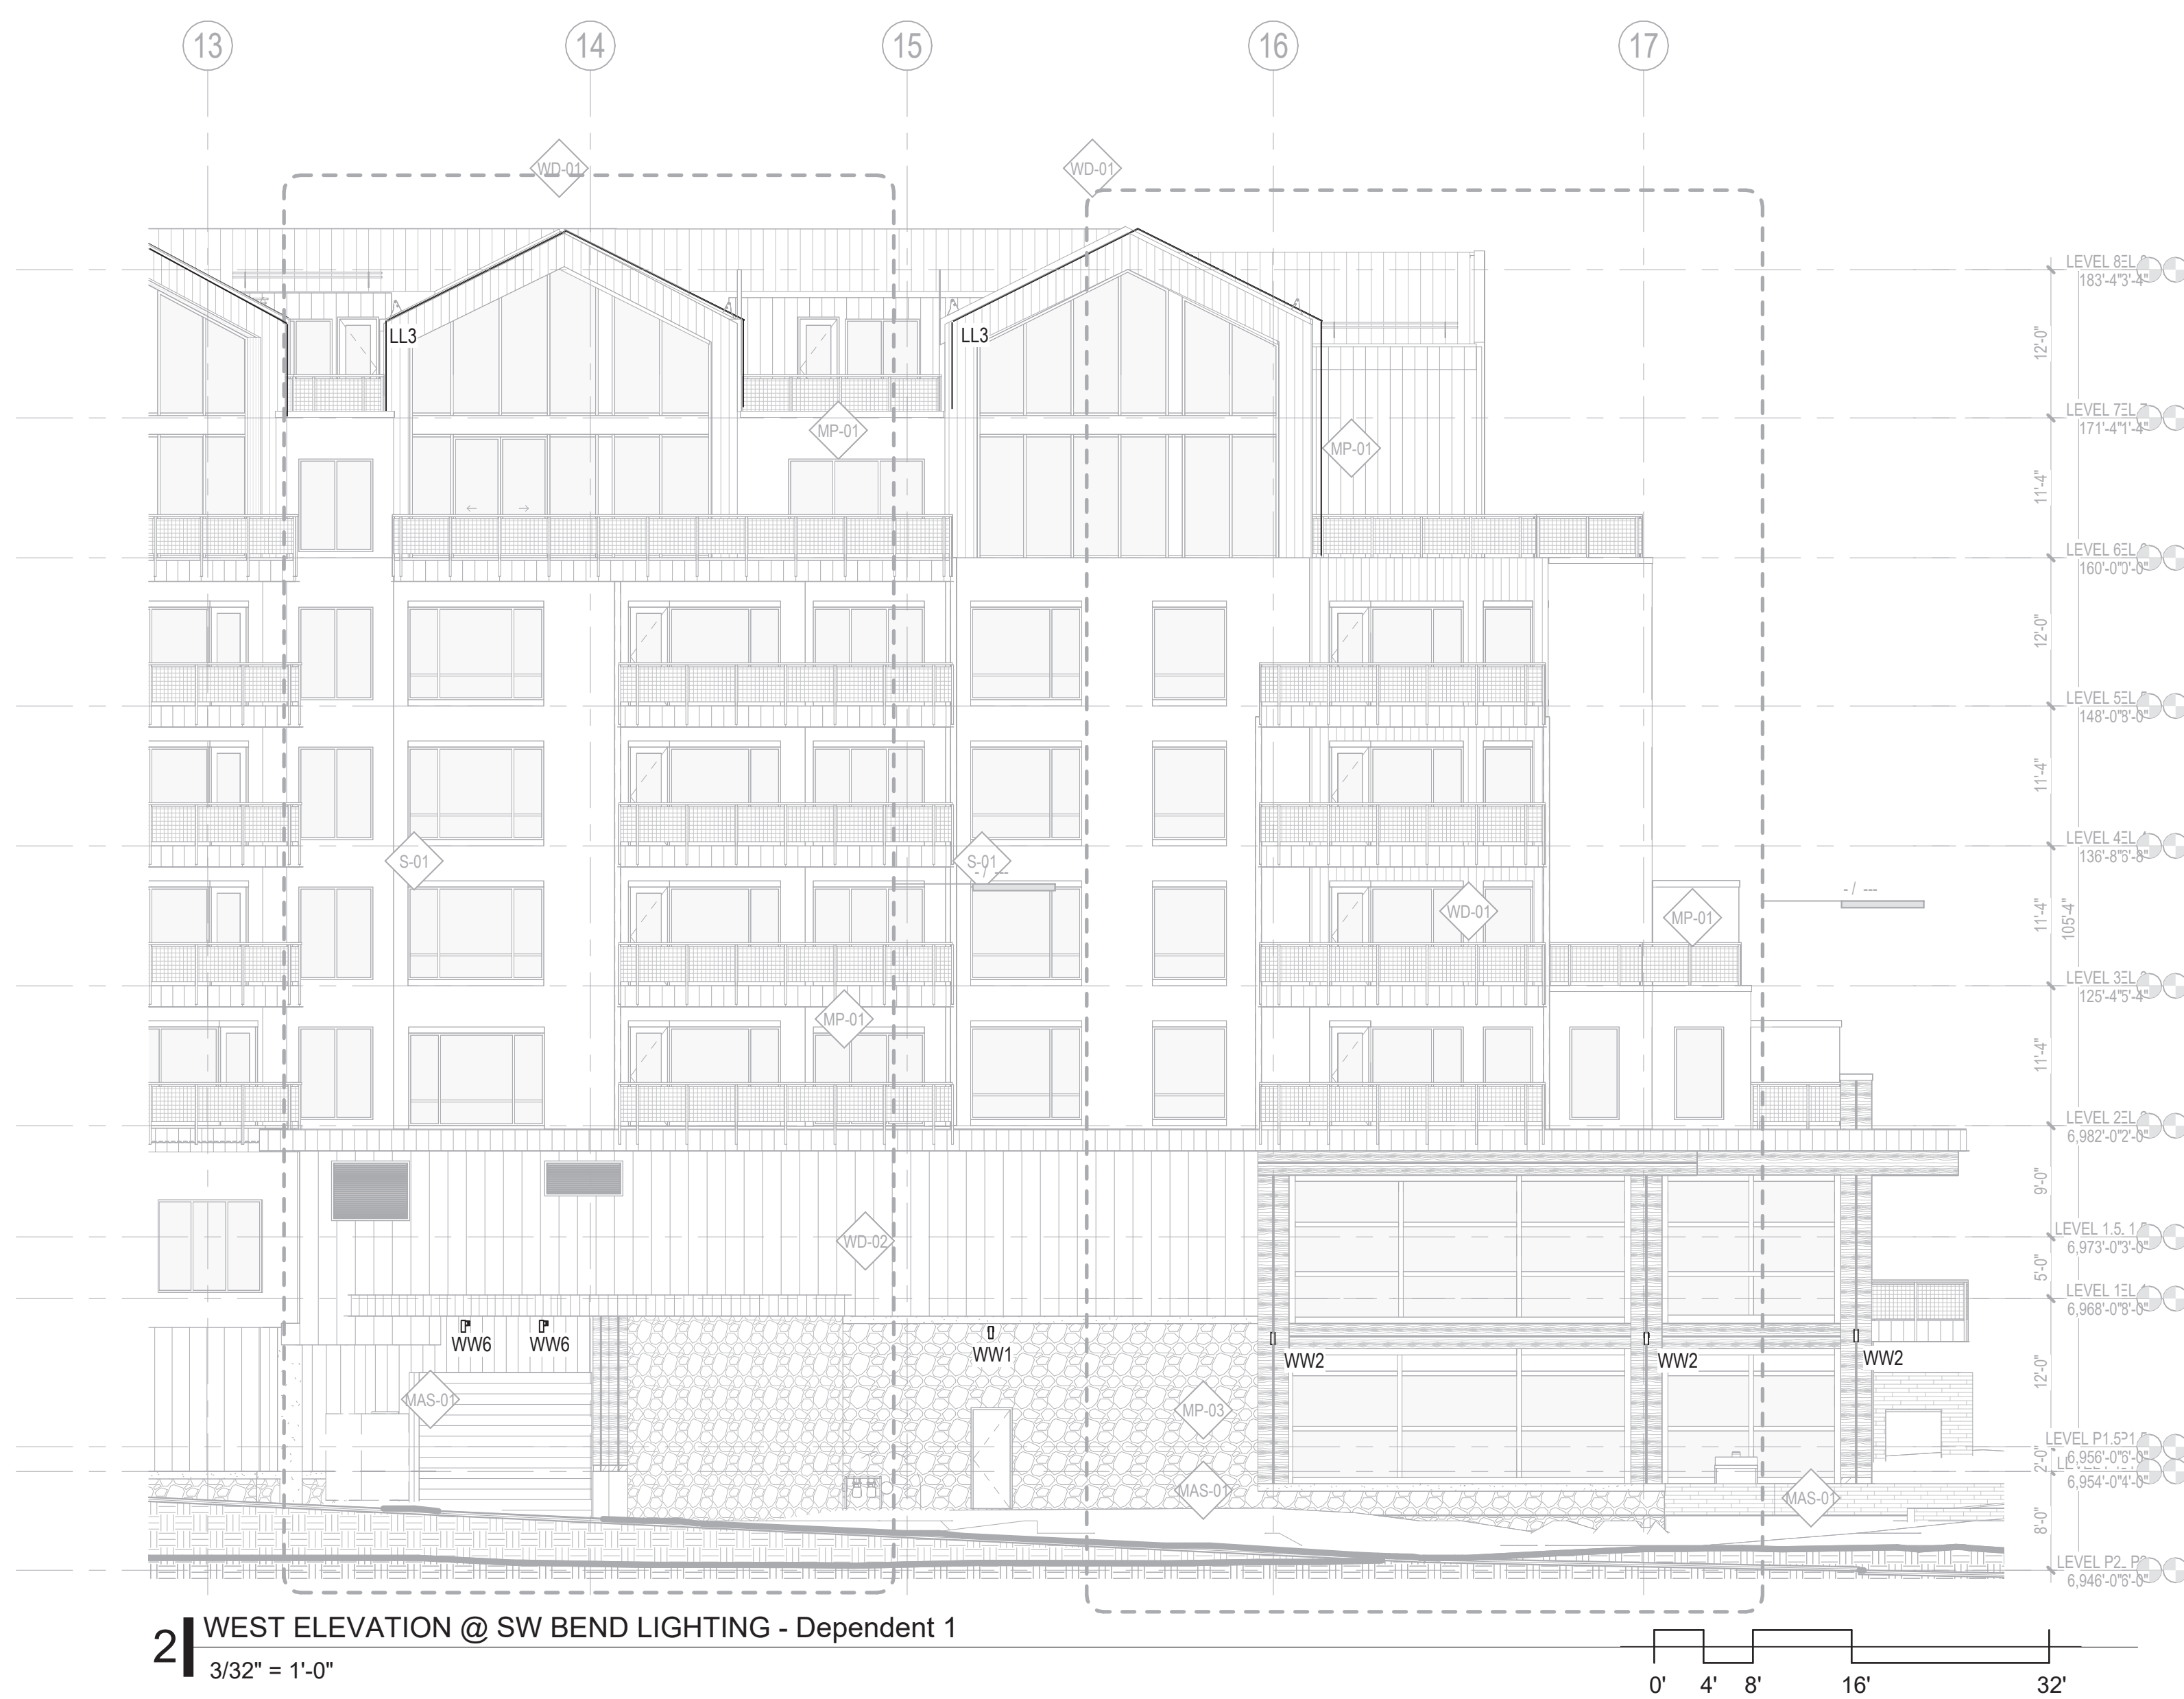 13
14
15
16
17
WD-01
WD-01
LEVEL 8
183'-4"
LL3
LL3
12'-0"
LEVEL 7
171'-4"
MP-01
MP-01
11'-4"
LEVEL 6
160'-0"
12'-0"
LEVEL 5
148'-0"
11'-4"
LEVEL 4
136'-8"
S-01
S-01
- / ---
- / ---
WD-01
MP-01
11'-4"
105'-4"
LEVEL 3
125'-4"
MP-01
11'-4"
LEVEL 2
6,982'-0"
9'-0"
WD-02
LEVEL 1.5
6,973'-0"
5'-0"
LEVEL 1
6,968'-0"
WW6
WW6
WW1
WW2
WW2
WW2
12'-0"
MAS-01
MP-03
LEVEL P1.5
6,956'-0"
2'-0"
6,954'-0"
MAS-01
MAS-01
8'-0"
LEVEL P2
6,946'-0"
2
WEST ELEVATION @ SW BEND LIGHTING - Dependent 1
3/32" = 1'-0"
0' 4' 8' 16' 32'